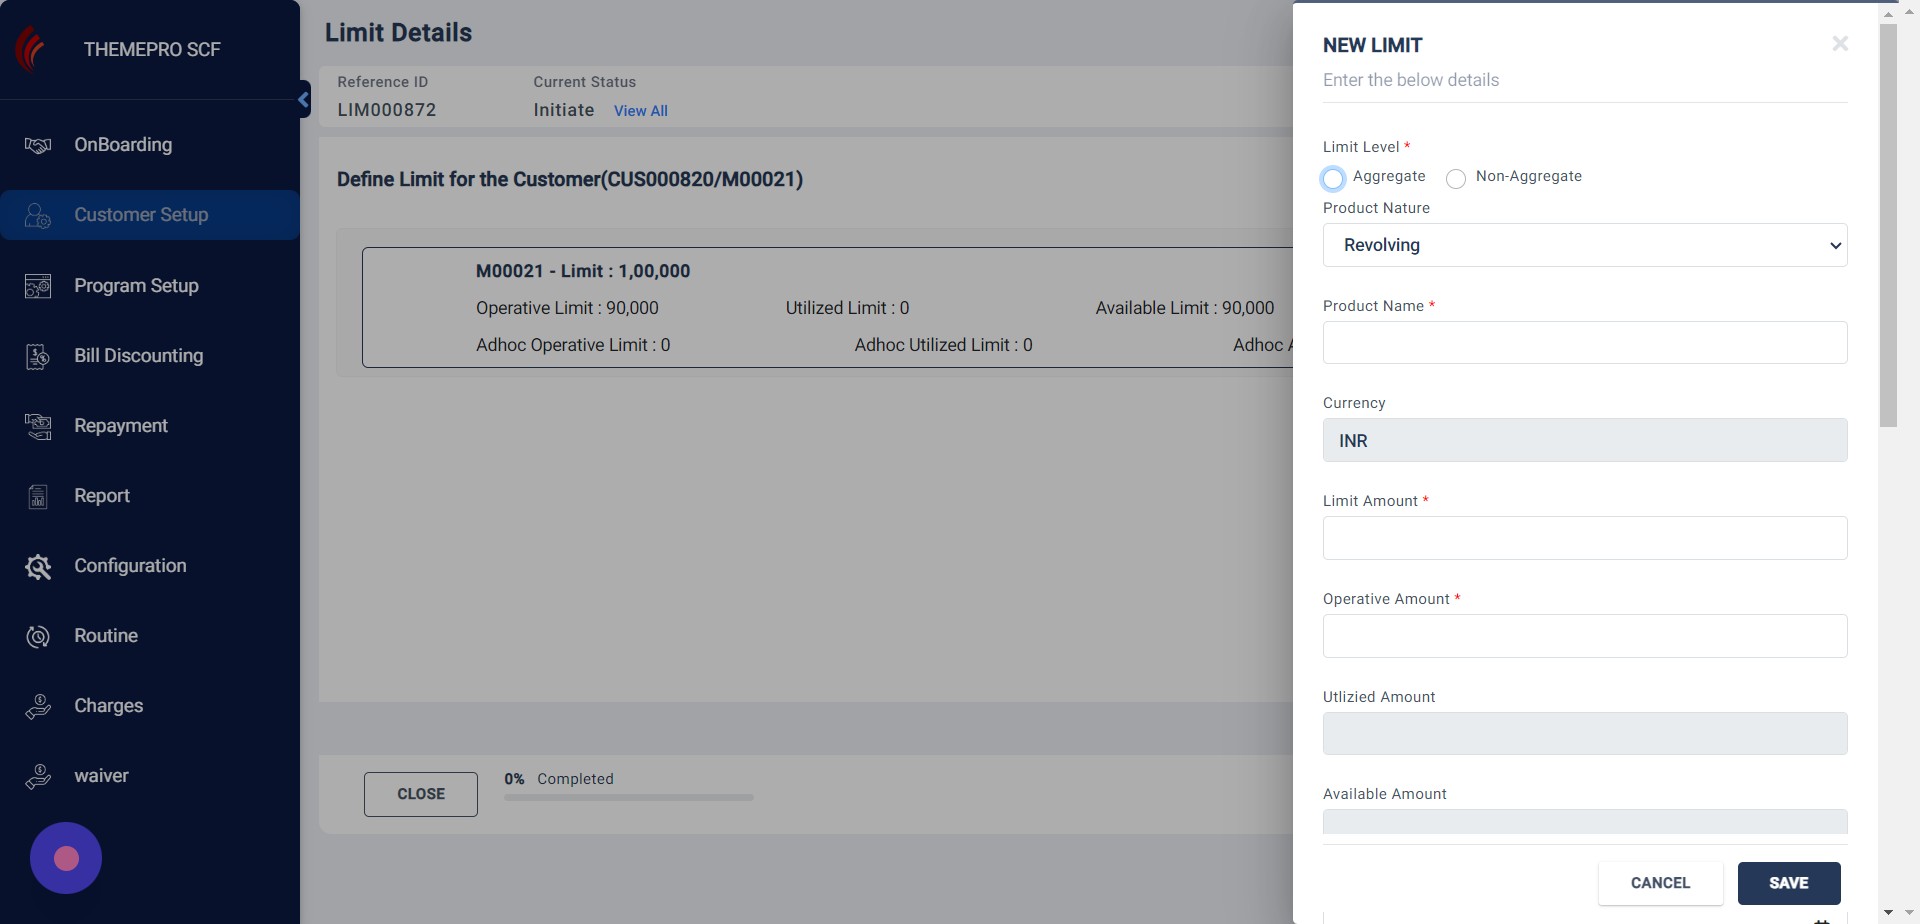 THEMEPRO SCF
OnBoarding
Customer Setup
Program Setup
Bill Discounting
Repayment
Report
Configuration
Routine
Charges
waiver
Limit Details
Reference ID
Current Status
LIM000872
Initiate View All
Define Limit for the Customer(CUS000820/M00021)
M00021 - Limit : 1,00,000
Operative Limit : 90,000
Utilized Limit : 0
Available Limit : 90,000
Adhoc Operative Limit : 0
Adhoc Utilized Limit : 0
Adhoc
CLOSE
0% Completed
NEW LIMIT
Enter the below details
Limit Level *
Aggregate
Non-Aggregate
Product Nature
Revolving
Product Name *
Currency
INR
Limit Amount *
Operative Amount *
Utlizied Amount
Available Amount
CANCEL
SAVE